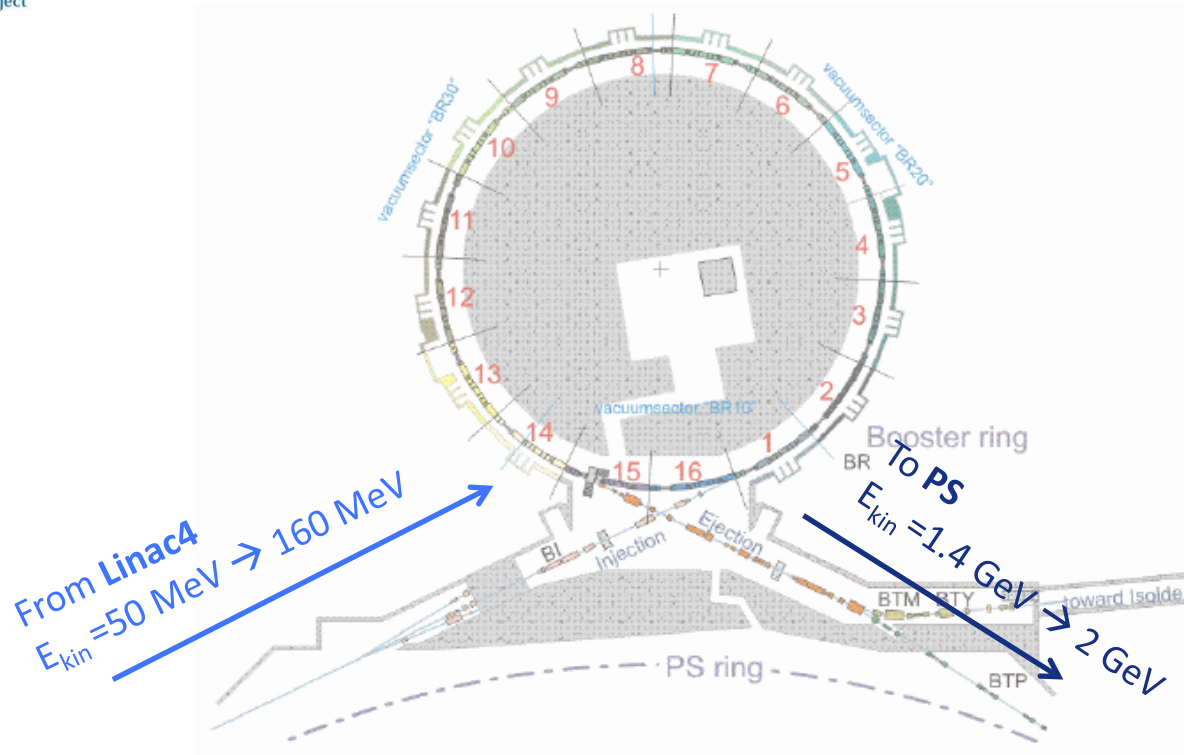 ject
8
7
9
6
vacuumsector "BR30"
vacuumsector "BR20"
10
5
11
4
12
3
13
2
vacuumsector "BR10"
14
1
Booster ring
BR
15
16
To PS
Ekin =1.4 GeV → 2 GeV
From Linac4
Ekin =50 MeV → 160 MeV
BI
Injection
Ejection
BTM
BTY
toward Isolde
PS ring
BTP